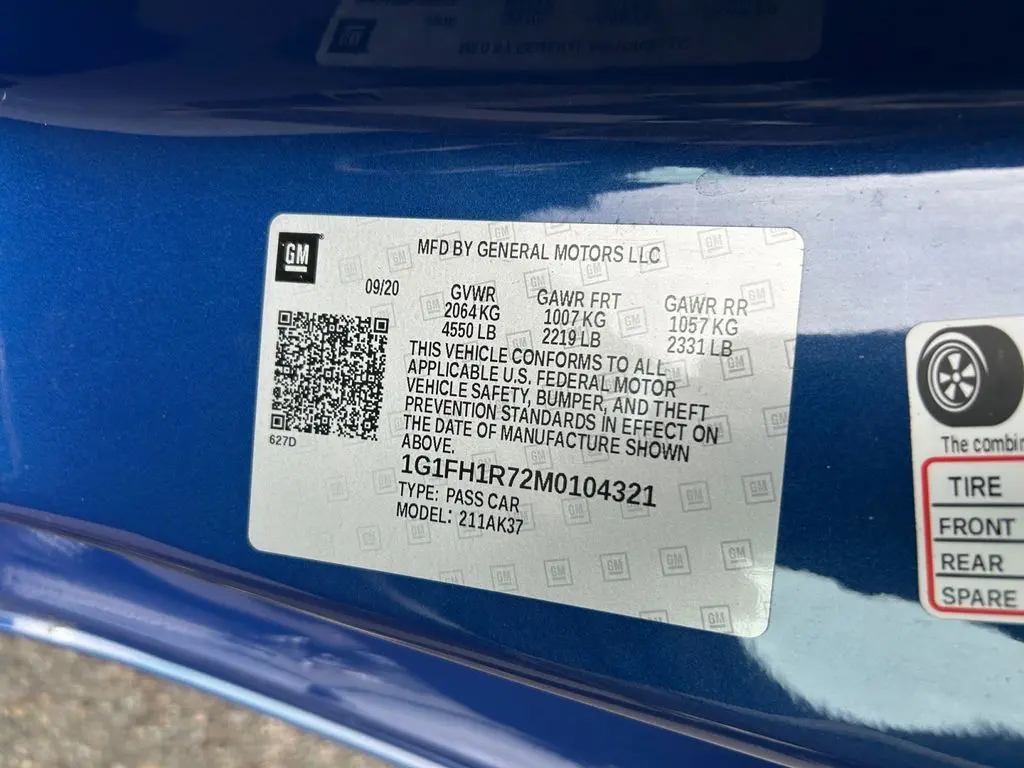 GM
MFD BY GENERAL MOTORS LLC
09/20
GVWR GAWR FRT GAWR RR
2064 KG 1007 KG 1057 KG
4550 LB 2219 LB 2331 LB
THIS VEHICLE CONFORMS TO ALL
APPLICABLE U.S. FEDERAL MOTOR
VEHICLE SAFETY, BUMPER, AND THEFT
PREVENTION STANDARDS IN EFFECT ON
THE DATE OF MANUFACTURE SHOWN
ABOVE.
627D
1G1FH1R72M0104321
TYPE: PASS CAR
MODEL: 211AK37
The
TIRE
FRONT
REAR
SPARE